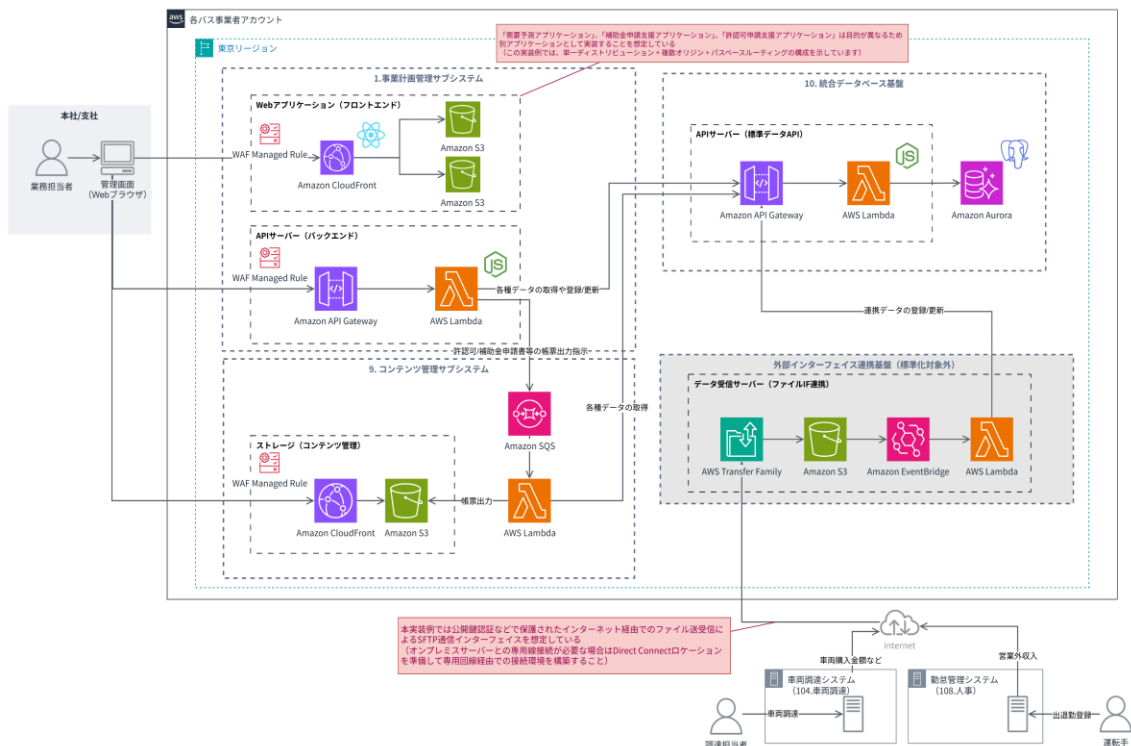 aws
各バス事業者アカウント
東京リージョン
「需要予測アプリケーション」、「補助金申請支援アプリケーション」、「許認可申請支援アプリケーション」は目的が異なるため
別アプリケーションとして実装することを想定している
（この実装例では、単一ディストリビューション＋複数オリジン＋パスベースルーティングの構成を示しています）
1.事業計画管理サブシステム
Webアプリケーション（フロントエンド）
WAF Managed Rule
Amazon CloudFront
Amazon S3
Amazon S3
本社/支社
業務担当者
管理画面
（Webブラウザ）
APIサーバー（バックエンド）
WAF Managed Rule
Amazon API Gateway
JS
AWS Lambda
各種データの取得や登録/更新
許認可/補助金申請書等の帳票出力指示
10. 統合データベース基盤
APIサーバー（標準データAPI）
Amazon API Gateway
JS
AWS Lambda
Amazon Aurora
連携データの登録/更新
9. コンテンツ管理サブシステム
Amazon SQS
各種データの取得
ストレージ（コンテンツ管理）
WAF Managed Rule
Amazon CloudFront
Amazon S3
帳票出力
AWS Lambda
外部インターフェイス連携基盤（標準化対象外）
データ受信サーバー（ファイルIF連携）
AWS Transfer Family
Amazon S3
Amazon EventBridge
AWS Lambda
本実装例では公開鍵認証などで保護されたインターネット経由でのファイル送受信に
よるSFTP通信インターフェイスを想定している
（オンプレミスサーバーとの専用線接続が必要な場合はDirect Connectロケーション
を準備して専用回線経由での接続環境を構築すること）
internet
車両購入金額など
営業外収入
車両調達システム
（104.車両調達）
勤怠管理システム
（108.人事）
車両調達
出退勤登録
調達担当者
運転手